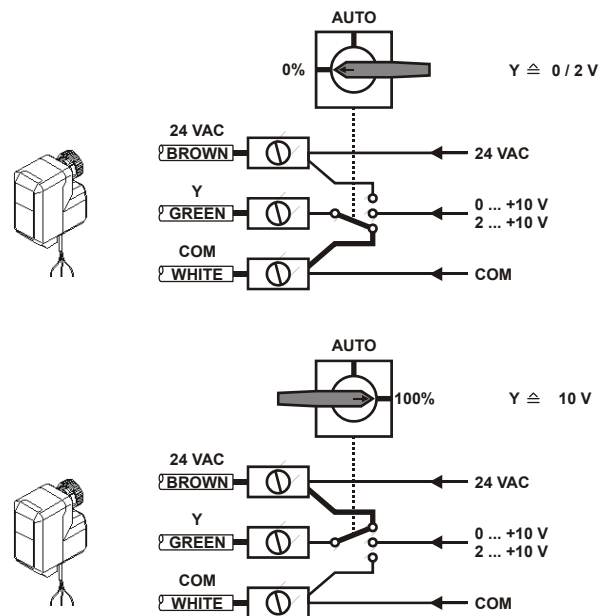 AUTO
0%
Y ≙ 0 / 2 V
24 VAC
BROWN
24 VAC
Y
GREEN
0 ... +10 V
2 ... +10 V
COM
WHITE
COM
AUTO
100%
Y ≙ 10 V
24 VAC
BROWN
24 VAC
Y
GREEN
0 ... +10 V
2 ... +10 V
COM
WHITE
COM